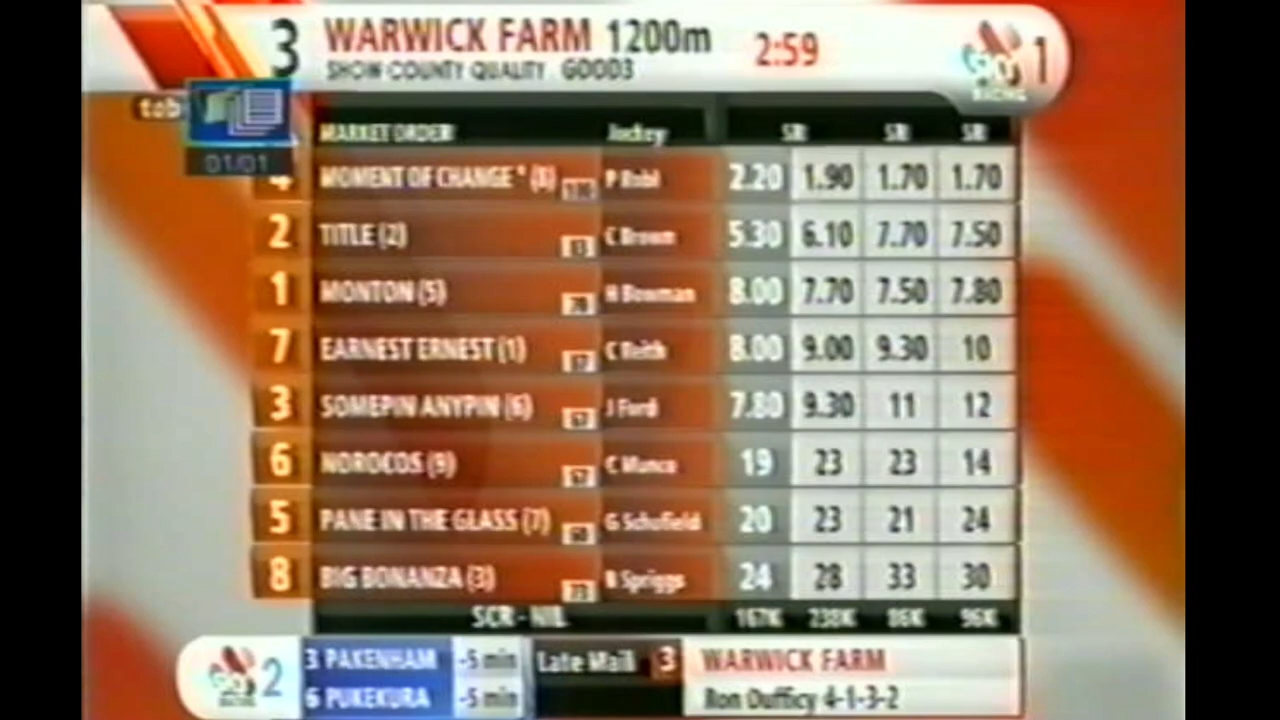 3 WARWICK FARM 1200m 2:59 1
SHOW COUNTY QUALITY GOOD3
tab
01/01
MARKET ORDER Jockey
4 MOMENT OF CHANGE * (8) 100 P Robl 2.20 1.90 1.70 1.70
2 TITLE (2) C Brown 5.30 6.10 7.70 7.50
1 MONTON (5) H Bowman 8.00 7.70 7.50 7.80
7 EARNEST ERNEST (1) C Reith 8.00 9.00 9.30 10
3 SOMEPIN ANYPIN (6) J Ford 7.80 9.30 11 12
6 NOROCOS (9) C Munce 19 23 23 14
5 PANE IN THE GLASS (7) G Schofield 20 23 21 24
8 BIG BONANZA (3) Spriggs 24 28 33 30
SCR - NIL 167K 238K 86K 96K
2 3 PAKENHAM -5 min Late Mail 3 WARWICK FARM
6 PUKEKURA -5 min Ron Dufficy 4-1-3-2